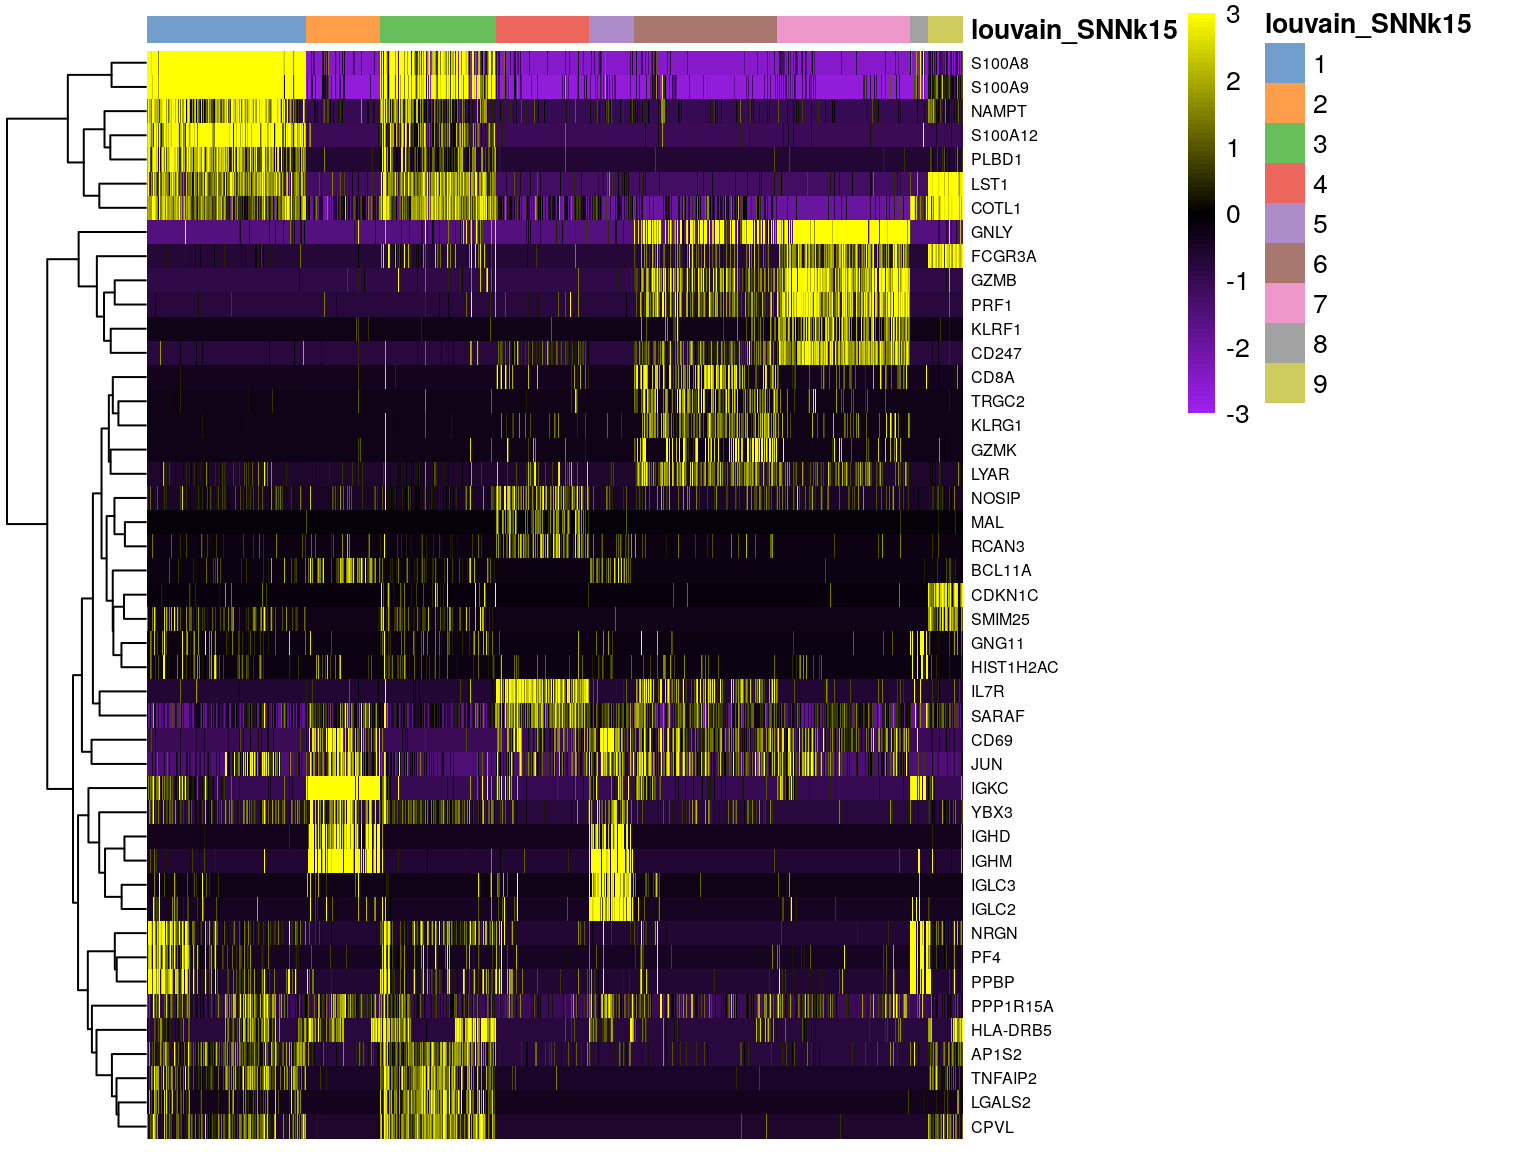 louvain_SNNk15
S100A8
S100A9
NAMPT
S100A12
PLBD1
LST1
COTL1
GNLY
FCGR3A
GZMB
PRF1
KLRF1
CD247
CD8A
TRGC2
KLRG1
GZMK
LYAR
NOSIP
MAL
RCAN3
BCL11A
CDKN1C
SMIM25
GNG11
HIST1H2AC
IL7R
SARAF
CD69
JUN
IGKC
YBX3
IGHD
IGHM
IGLC3
IGLC2
NRGN
PF4
PPBP
PPP1R15A
HLA-DRB5
AP1S2
TNFAIP2
LGALS2
CPVL
3
2
1
0
-1
-2
-3
louvain_SNNk15
1
2
3
4
5
6
7
8
9